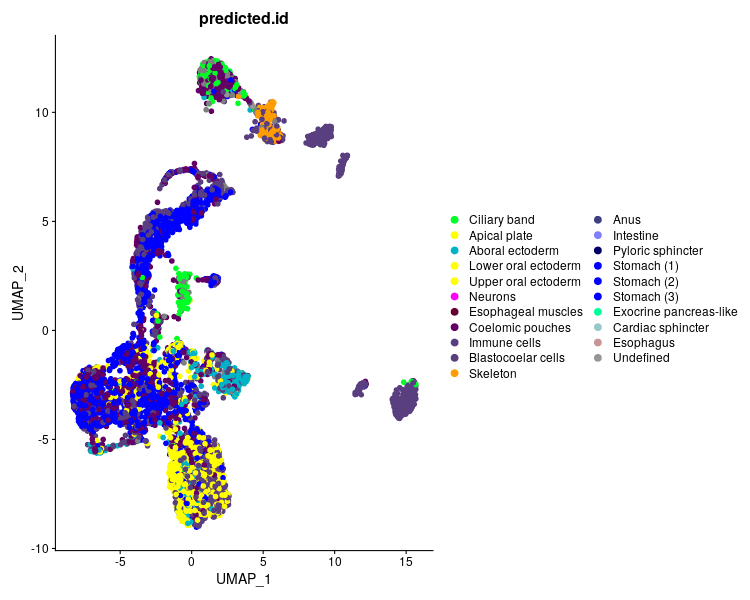 predicted.id
UMAP_2
10
5
0
-5
-10
-5
0
5
10
15
UMAP_1
Ciliary band
Apical plate
Aboral ectoderm
Lower oral ectoderm
Upper oral ectoderm
Neurons
Esophageal muscles
Coelomic pouches
Immune cells
Blastocoelar cells
Skeleton
Anus
Intestine
Pyloric sphincter
Stomach (1)
Stomach (2)
Stomach (3)
Exocrine pancreas-like
Cardiac sphincter
Esophagus
Undefined